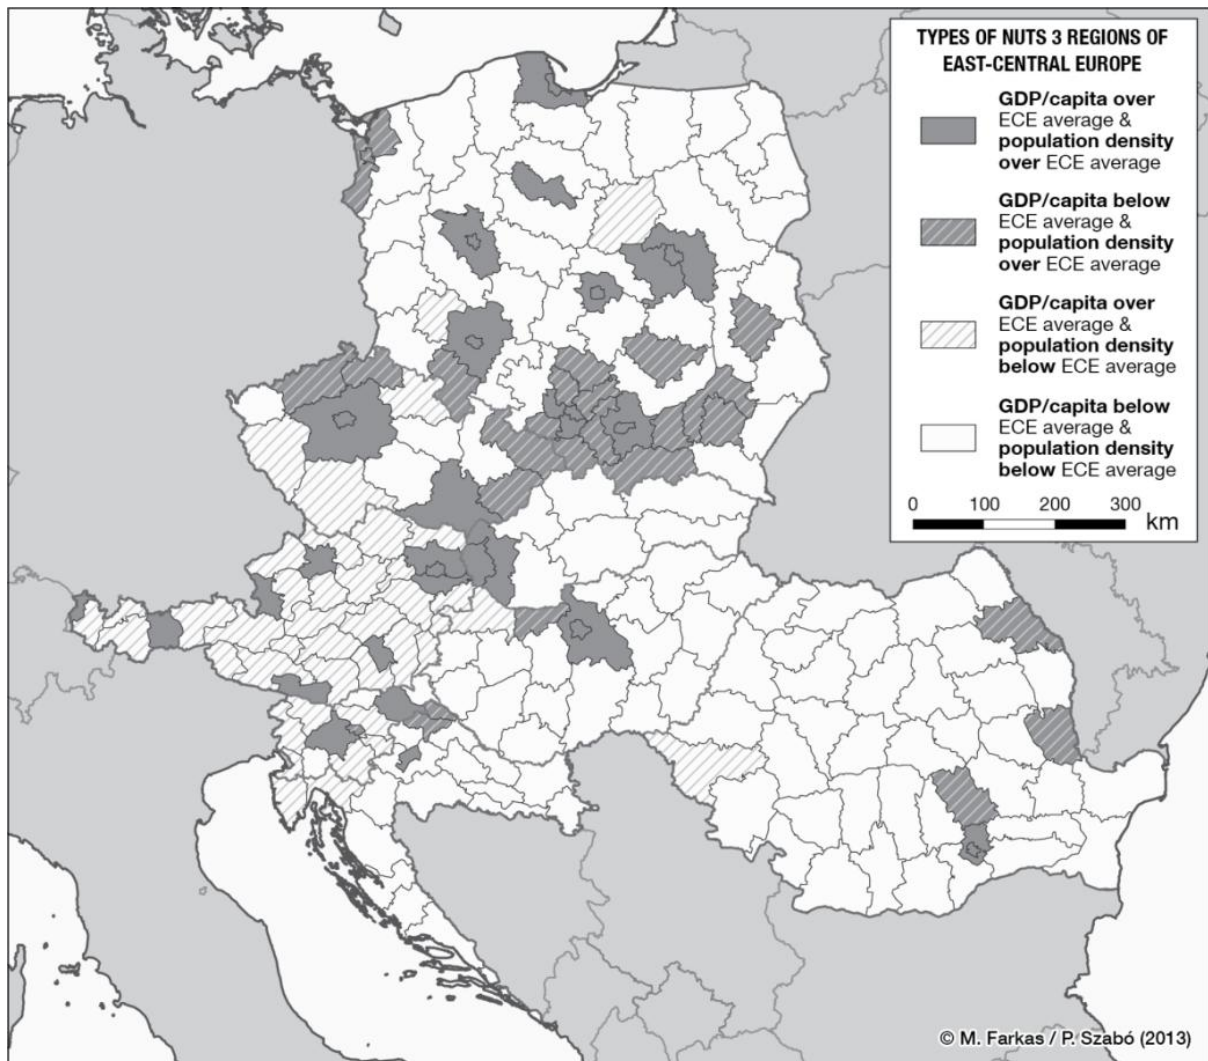 TYPES OF NUTS 3 REGIONS OF
EAST-CENTRAL EUROPE
GDP/capita over
ECE average &
population density
over ECE average
GDP/capita below
ECE average &
population density
over ECE average
GDP/capita over
ECE average &
population density
below ECE average
GDP/capita below
ECE average &
population density
below ECE average
0 100 200 300 km
© M. Farkas / P. Szabó (2013)